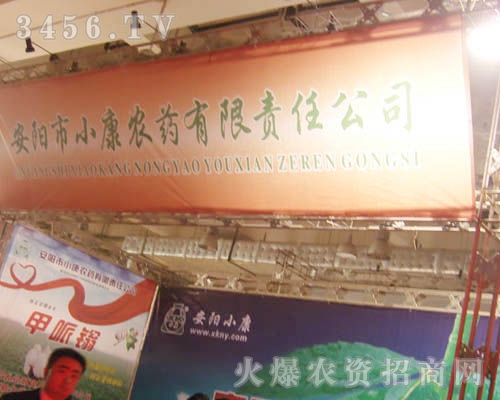 3456.TV
安阳市小康农药有限责任公司
ANYANGSHI XIAOKANG NONGYAO YOUXIAN ZEREN GONGSI
安阳市小康农药有限责任公司
甲哌鎓
安阳小康
www.xkny.com
火爆农资招商网